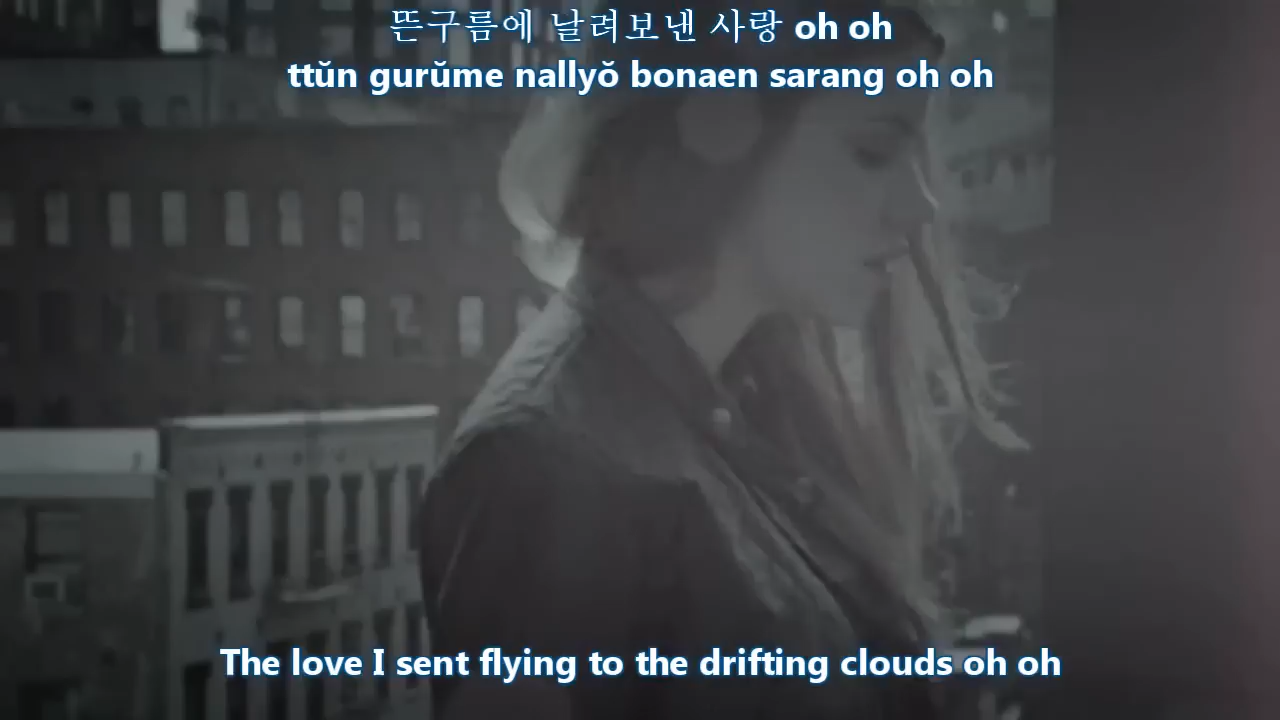 뜬구름에 날려보낸 사랑 oh oh
ttŭn gurŭme nallyŏ bonaen sarang oh oh
The love I sent flying to the drifting clouds oh oh